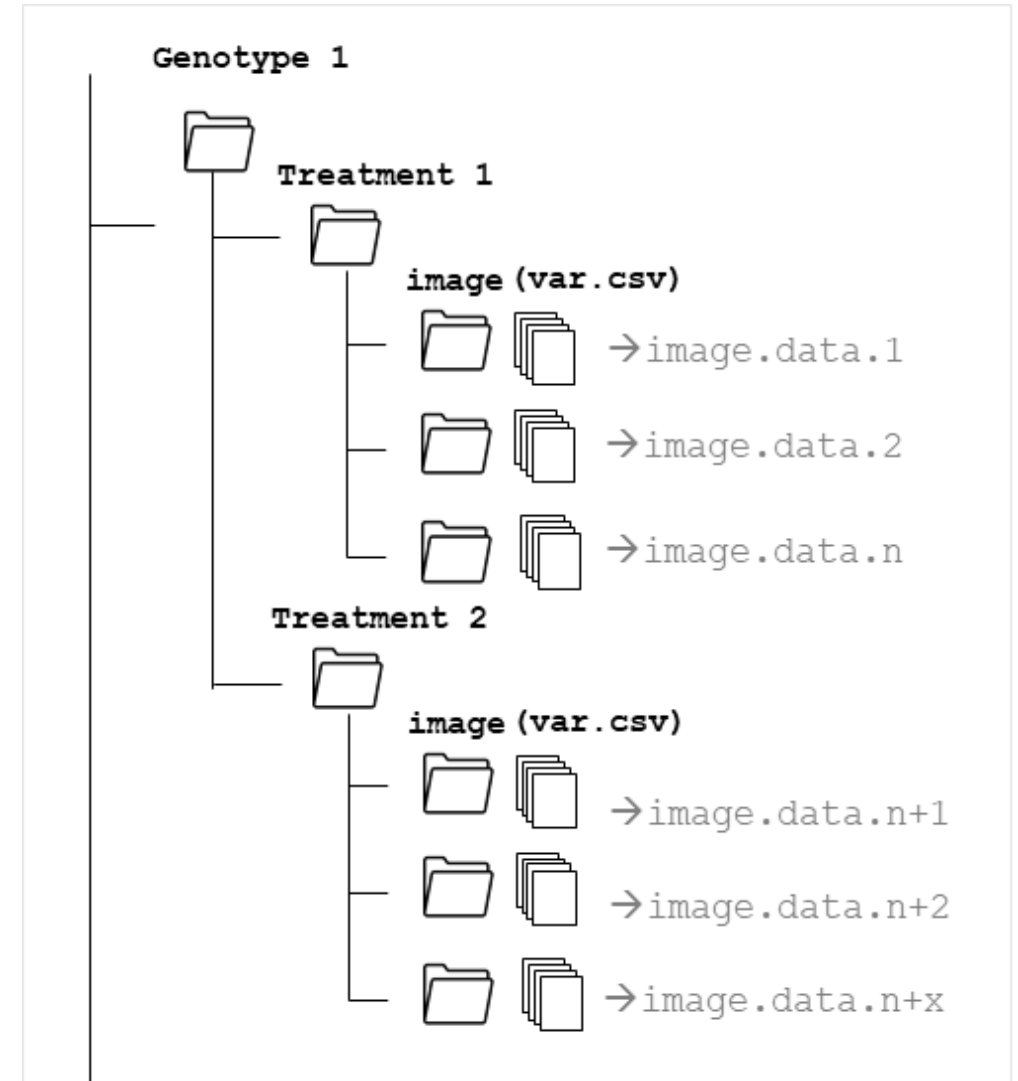 Genotype 1
Treatment 1
image (var.csv)
→image.data.1
→image.data.2
→image.data.n
Treatment 2
image (var.csv)
→image.data.n+1
→image.data.n+2
→image.data.n+x